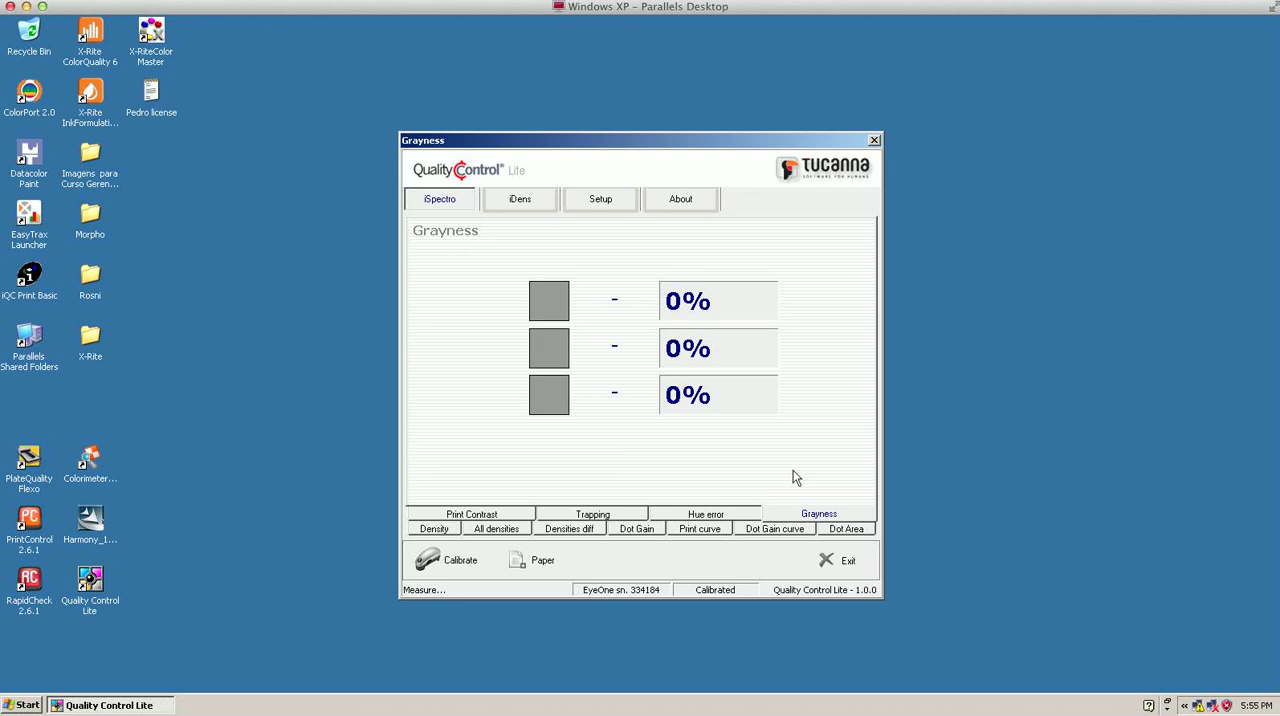 Windows XP - Parallels Desktop
Recycle Bin
X-Rite
ColorQuality 6
X-RiteColor
Master
ColorPort 2.0
X-Rite
InkFormulati...
Pedro license
Datacolor
Paint
Imagens para
Curso Geren...
EasyTrax
Launcher
Morpho
iQC Print Basic
Rosni
Parallels
Shared Folders
X-Rite
PlateQuality
Flexo
Colorimeter...
PrintControl
2.6.1
Harmony_1...
RapidCheck
2.6.1
Quality Control
Lite
Grayness
QualityControl® Lite
TUCANNA
SOFTWARE FOR HUMANS
iSpectro
iDens
Setup
About
Grayness
- 0%
- 0%
- 0%
Print Contrast
Trapping
Hue error
Grayness
Density
All densities
Densities diff
Dot Gain
Print curve
Dot Gain curve
Dot Area
Calibrate
Paper
Exit
Measure...
EyeOne sn. 334184
Calibrated
Quality Control Lite - 1.0.0
Start
Quality Control Lite
5:55 PM